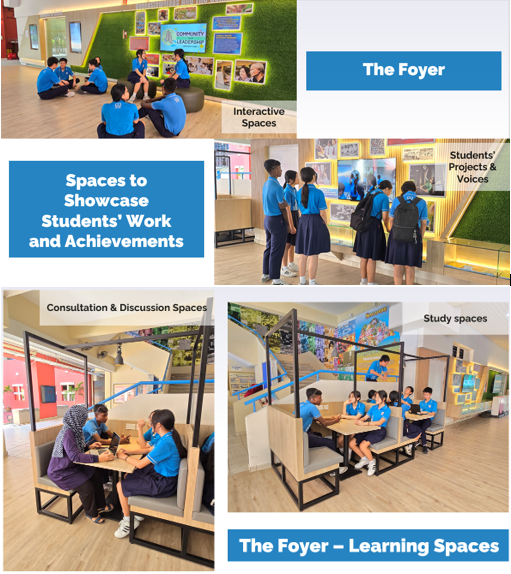 COMMUNITY
LEADERSHIP
The Foyer
Interactive
Spaces
Spaces to
Showcase
Students' Work
and Achievements
Students'
Projects &
Voices
Consultation & Discussion Spaces
Study spaces
The Foyer – Learning Spaces